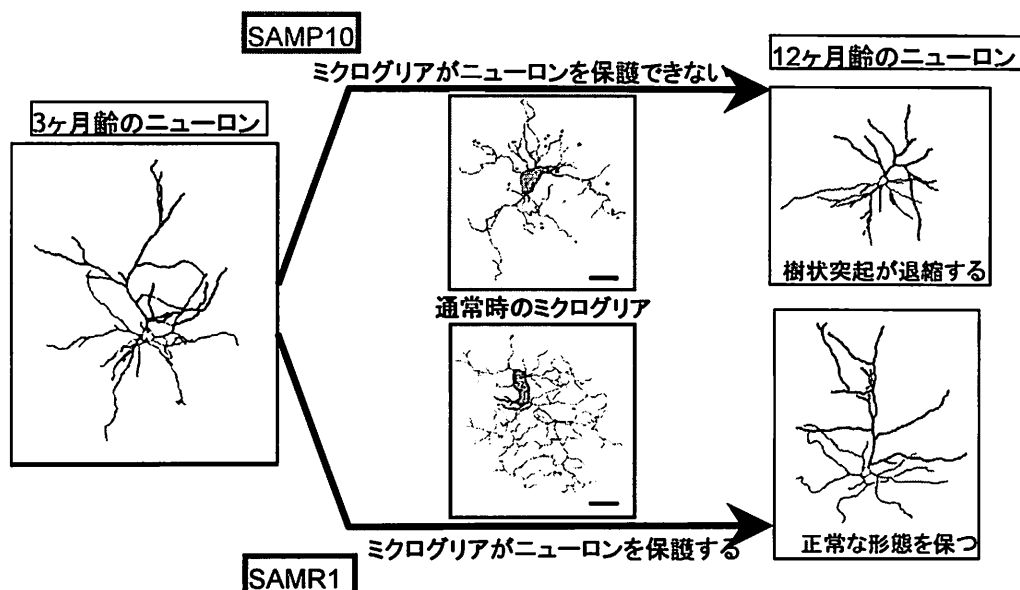 SAMP10
ミクログリアがニューロンを保護できない
12ヶ月齢のニューロン
3ヶ月齢のニューロン
樹状突起が退縮する
通常時のミクログリア
正常な形態を保つ
ミクログリアがニューロンを保護する
SAMR1